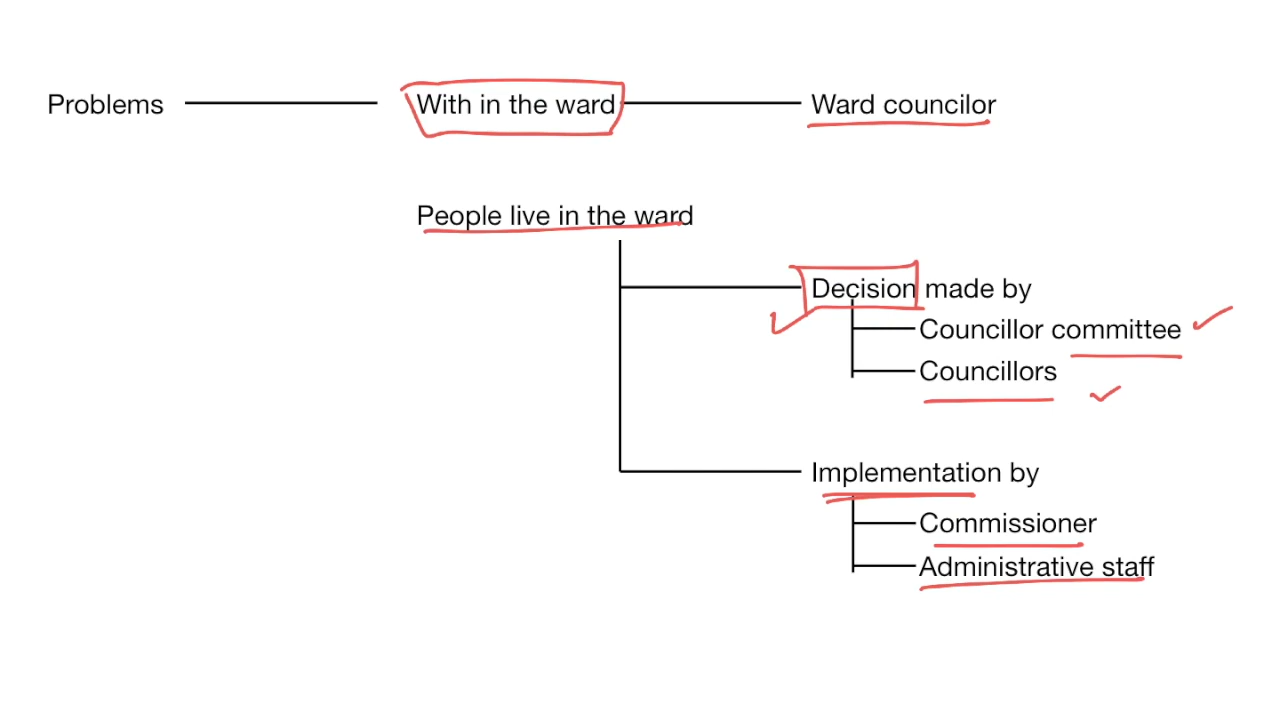 Problems With in the ward Ward councilor
People live in the ward
Decision made by
Councillor committee
Councillors
Implementation by
Commissioner
Administrative staff